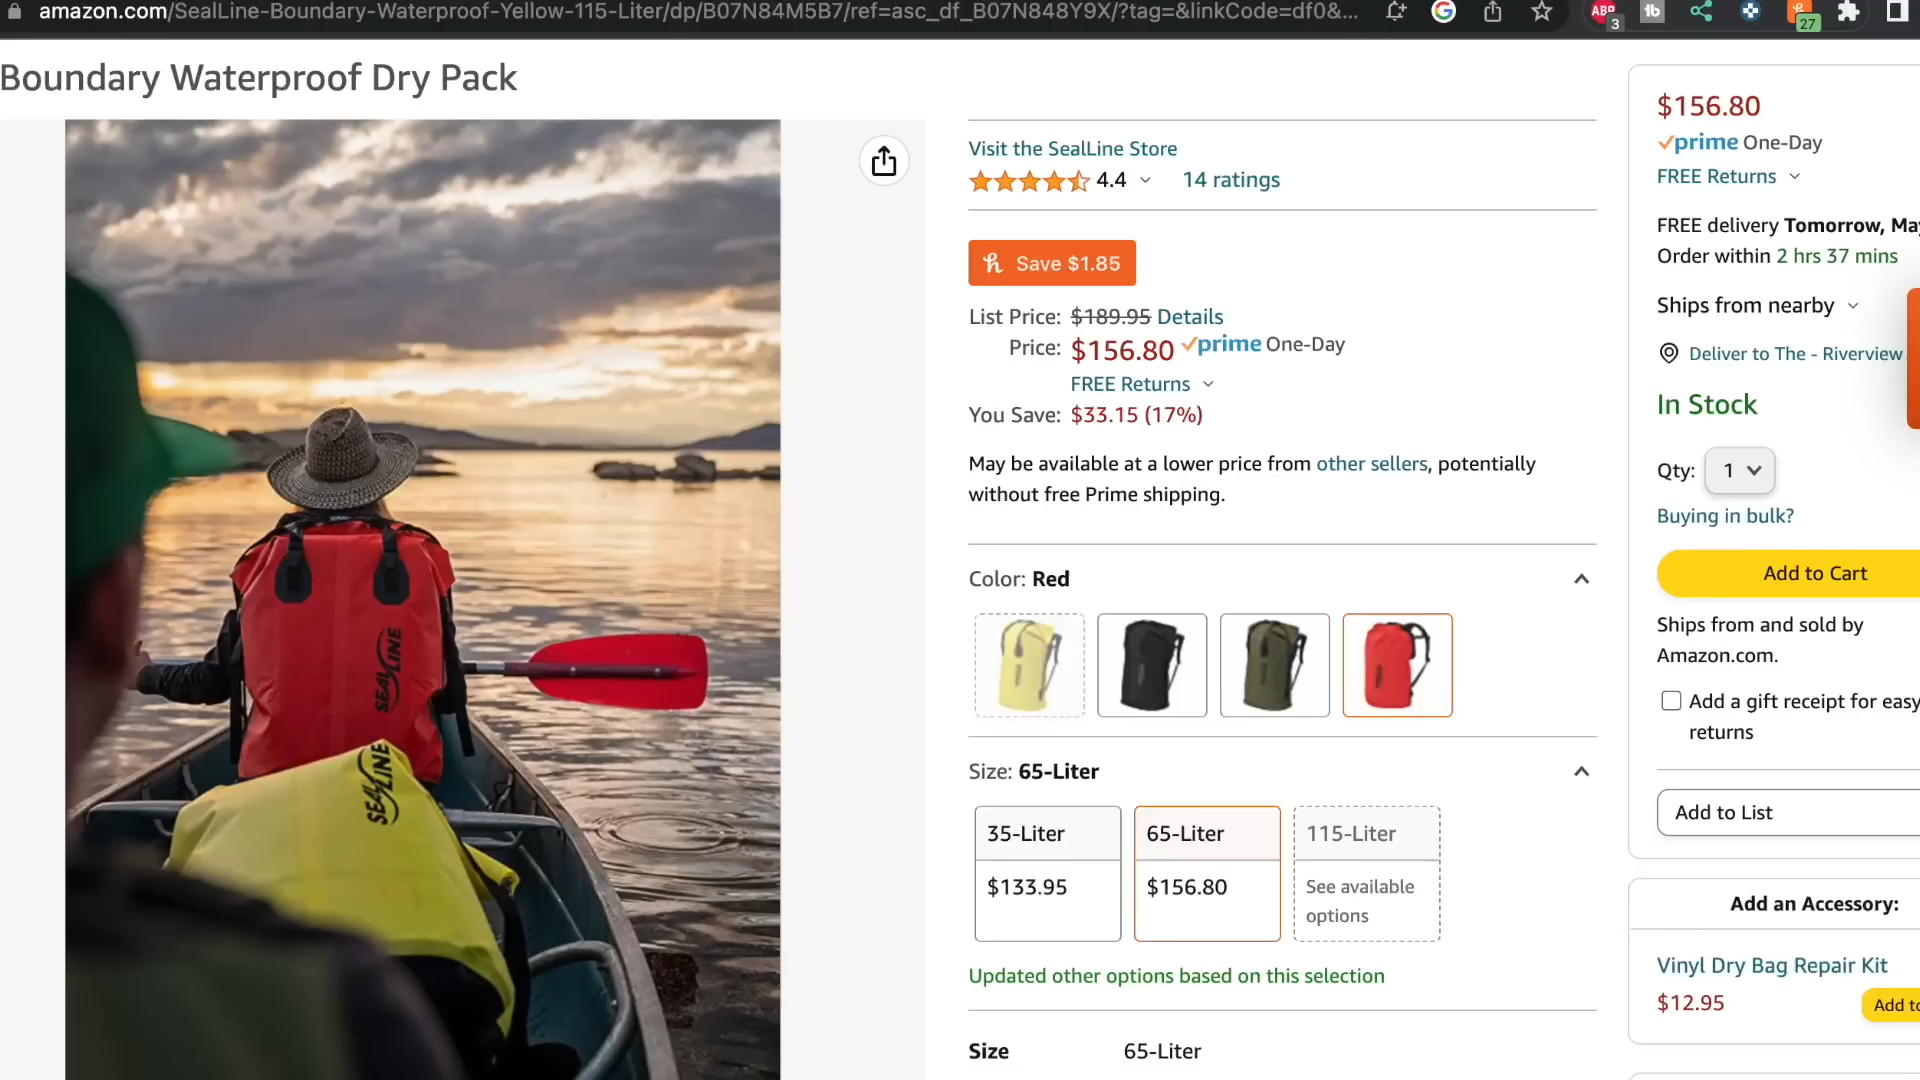 amazon.com/SealLine-Boundary-Waterproof-Yellow-115-Liter/dp/B07N84M5B7/ref=asc_df_B07N848Y9X/?tag=&linkCode=df0&...
ABP
3
tb
27
Boundary Waterproof Dry Pack
SEALLINE
SEALLINE
Visit the SealLine Store
4.4
14 ratings
Save $1.85
List Price: $189.95 Details
Price: $156.80 prime One-Day
FREE Returns
You Save: $33.15 (17%)
May be available at a lower price from other sellers, potentially
without free Prime shipping.
Color: Red
Size: 65-Liter
35-Liter
$133.95
65-Liter
$156.80
115-Liter
See available
options
Updated other options based on this selection
Size 65-Liter
$156.80
prime One-Day
FREE Returns
FREE delivery Tomorrow, May
Order within 2 hrs 37 mins
Ships from nearby
Deliver to The - Riverview
In Stock
Qty: 1
Buying in bulk?
Add to Cart
Ships from and sold by
Amazon.com.
Add a gift receipt for easy
returns
Add to List
Add an Accessory:
Vinyl Dry Bag Repair Kit
$12.95
Add to